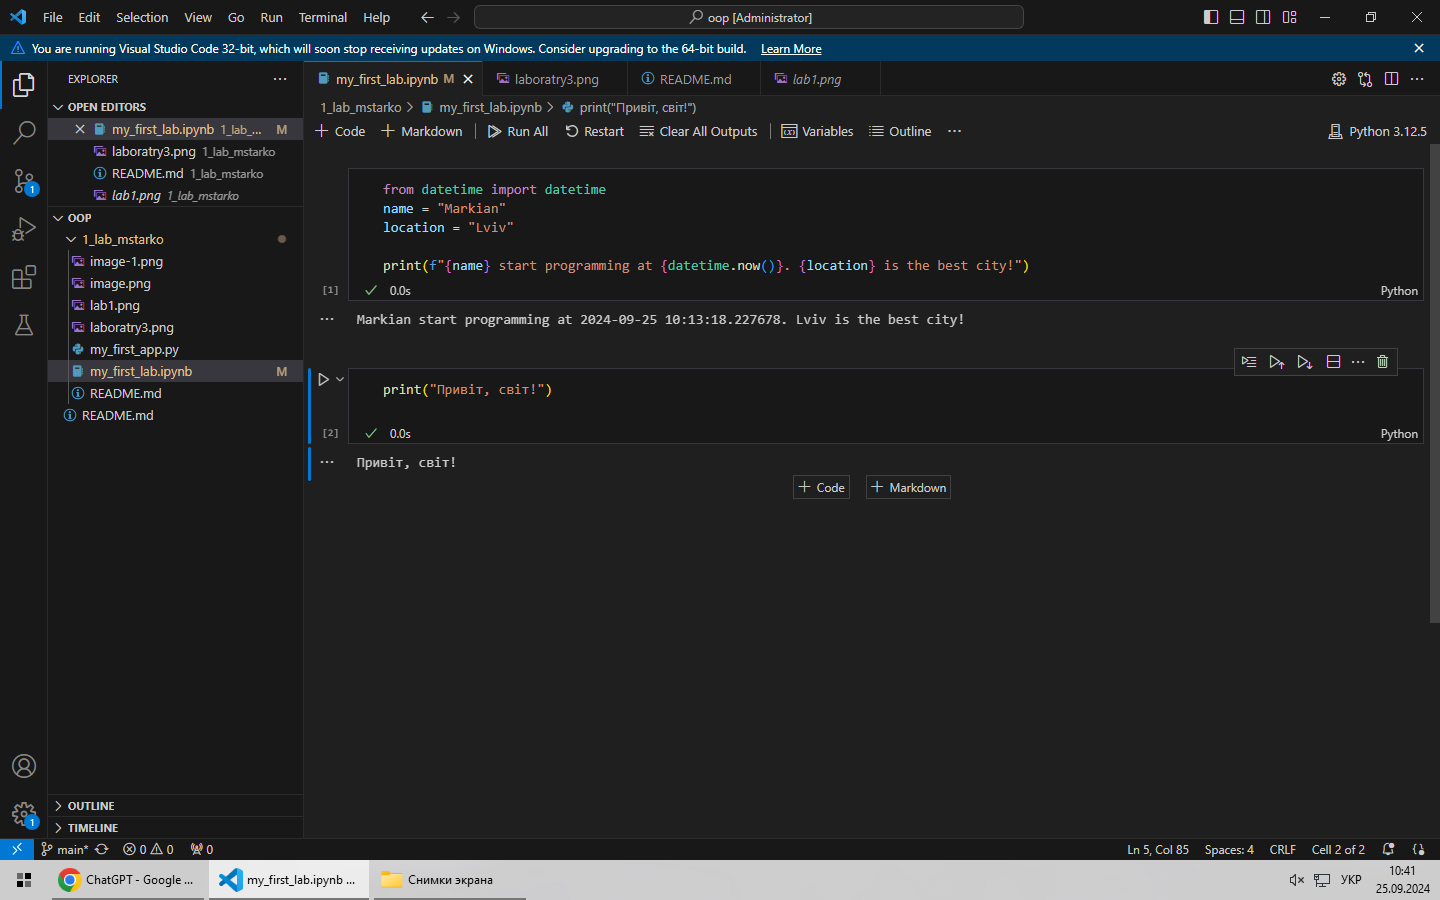 File Edit Selection View Go Run Terminal Help
oop [Administrator]
You are running Visual Studio Code 32-bit, which will soon stop receiving updates on Windows. Consider upgrading to the 64-bit build. Learn More
EXPLORER
OPEN EDITORS
my_first_lab.ipynb 1_lab_... M
laboratry3.png 1_lab_mstarko
README.md 1_lab_mstarko
lab1.png 1_lab_mstarko
OOP
1_lab_mstarko
image-1.png
image.png
lab1.png
laboratry3.png
my_first_app.py
my_first_lab.ipynb M
README.md
README.md
OUTLINE
TIMELINE
1
1
my_first_lab.ipynb M
laboratry3.png
README.md
lab1.png
1_lab_mstarko > my_first_lab.ipynb > print("Привіт, світ!")
+ Code + Markdown Run All Restart Clear All Outputs Variables Outline ... Python 3.12.5
from datetime import datetime
name = "Markian"
location = "Lviv"
print(f"{name} start programming at {datetime.now()}. {location} is the best city!")
[1] 0.0s Python
Markian start programming at 2024-09-25 10:13:18.227678. Lviv is the best city!
print("Привіт, світ!")
[2] 0.0s Python
Привіт, світ!
+ Code + Markdown
main* 0 0 0 Ln 5, Col 85 Spaces: 4 CRLF Cell 2 of 2
ChatGPT - Google ... my_first_lab.ipynb ... Снимки экрана УКР 10:41
25.09.2024